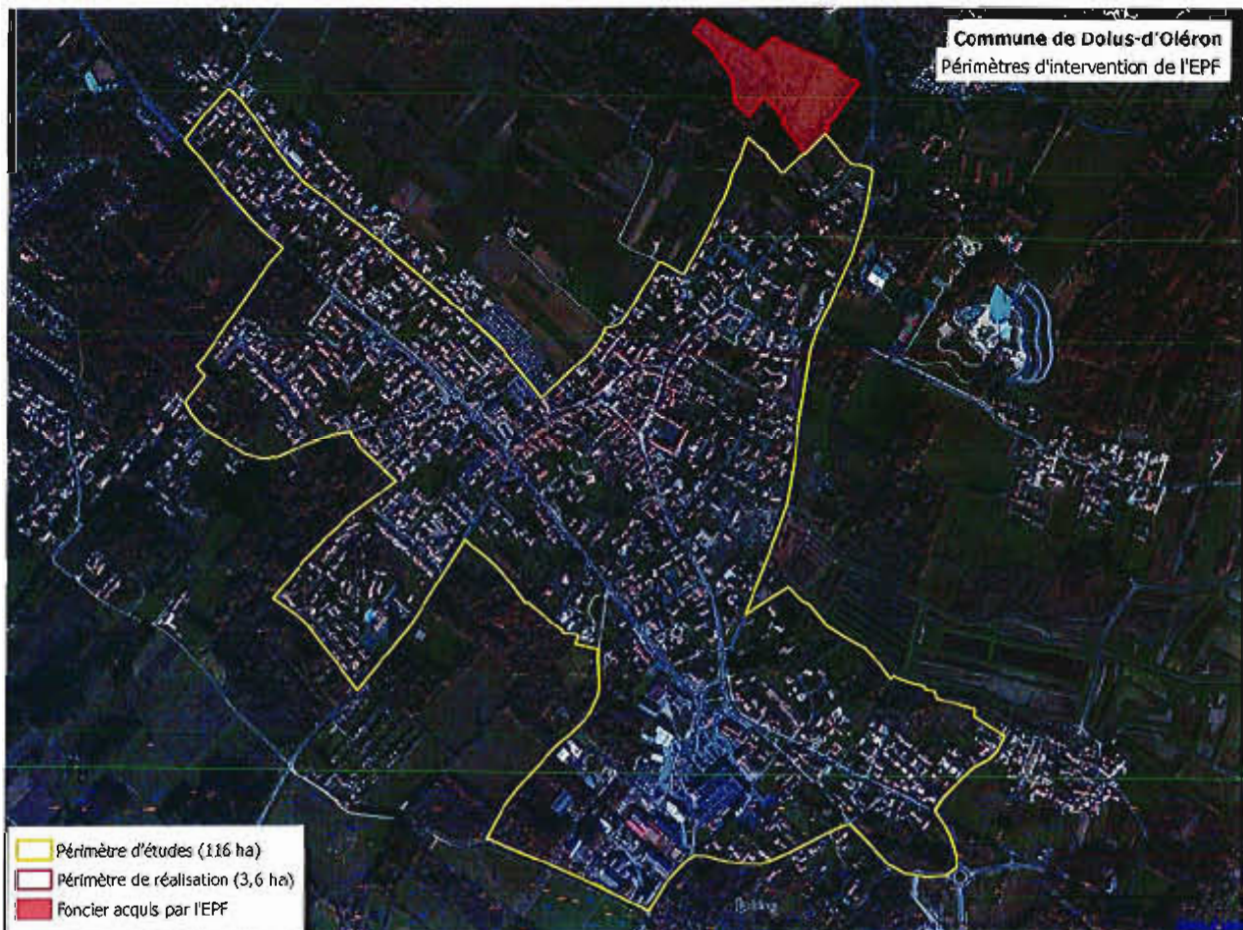 Commune de Dolus-d'Oléron
Périmètres d'intervention de l'EPF
Périmètre d'études (116 ha)
Périmètre de réalisation (3,6 ha)
Foncier acquis par l'EPF